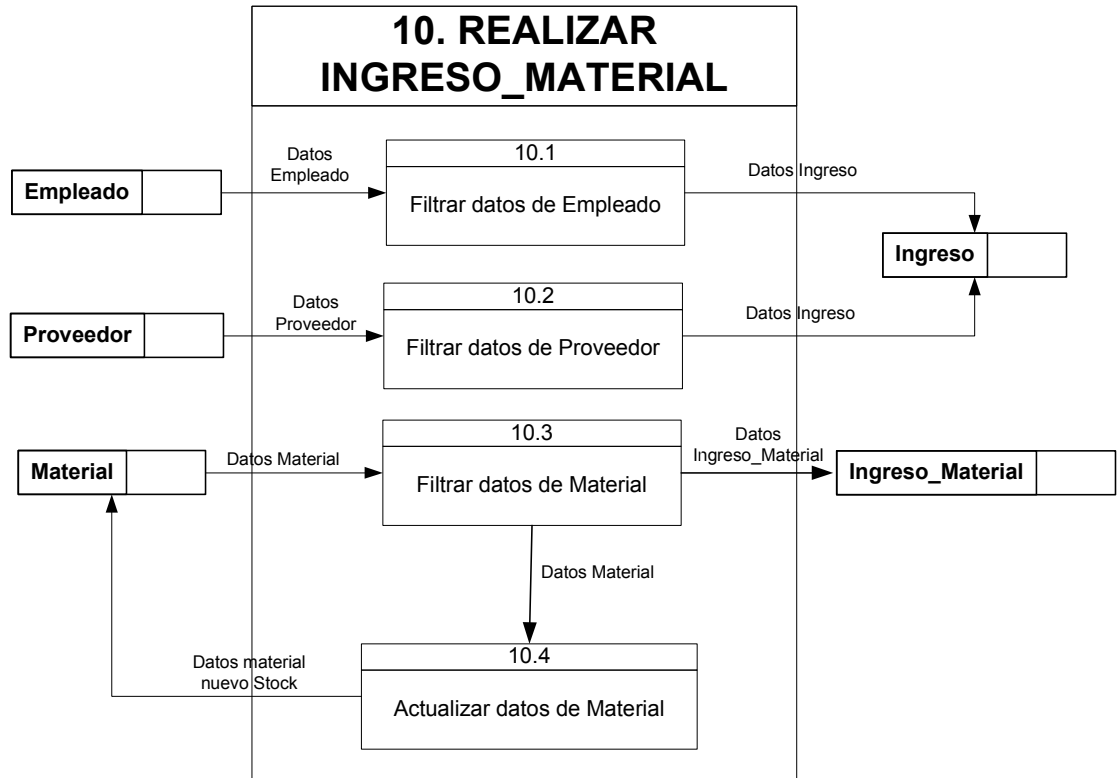 10. REALIZAR
INGRESO_MATERIAL
10.1
Datos
Empleado
Datos Ingreso
Empleado
Filtrar datos de Empleado
Ingreso
10.2
Datos
Proveedor
Datos Ingreso
Proveedor
Filtrar datos de Proveedor
10.3
Datos
Ingreso_Material
Datos Material
Material
Filtrar datos de Material
Ingreso_Material
Datos Material
10.4
Datos material
nuevo Stock
Actualizar datos de Material